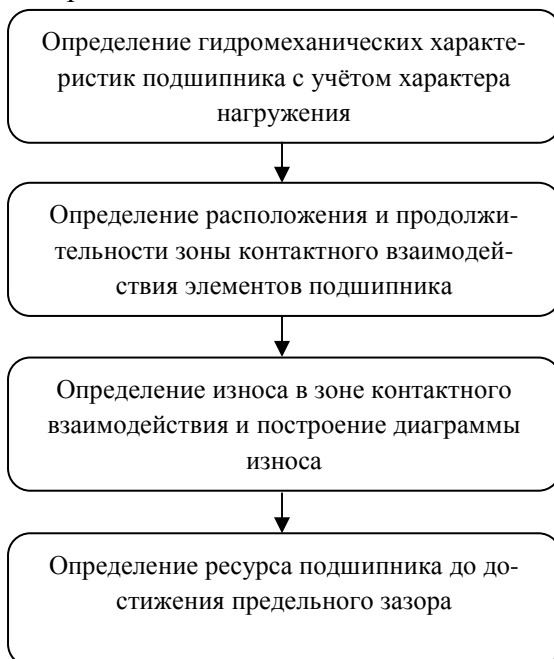 Определение гидромеханических характе-
ристик подшипника с учётом характера
нагружения
Определение расположения и продолжи-
тельности зоны контактного взаимодей-
ствия элементов подшипника
Определение износа в зоне контактного
взаимодействия и построение диаграммы
износа
Определение ресурса подшипника до до-
стижения предельного зазора